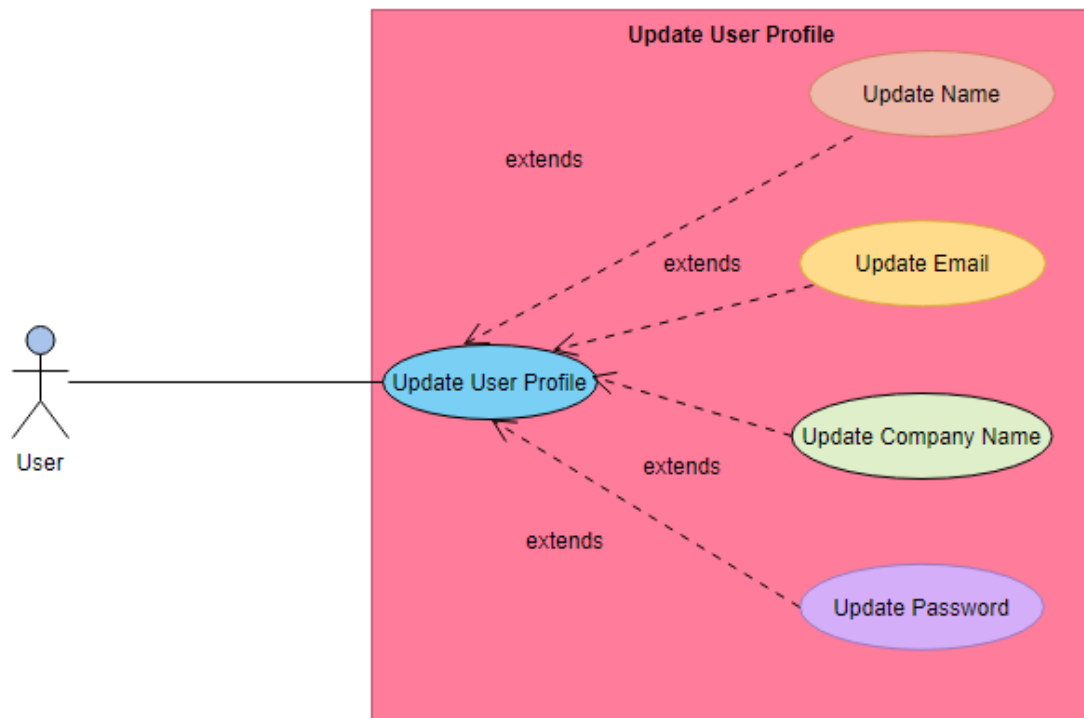 Update User Profile
Update Name
extends
extends
Update Email
Update User Profile
Update Company Name
User
extends
extends
Update Password